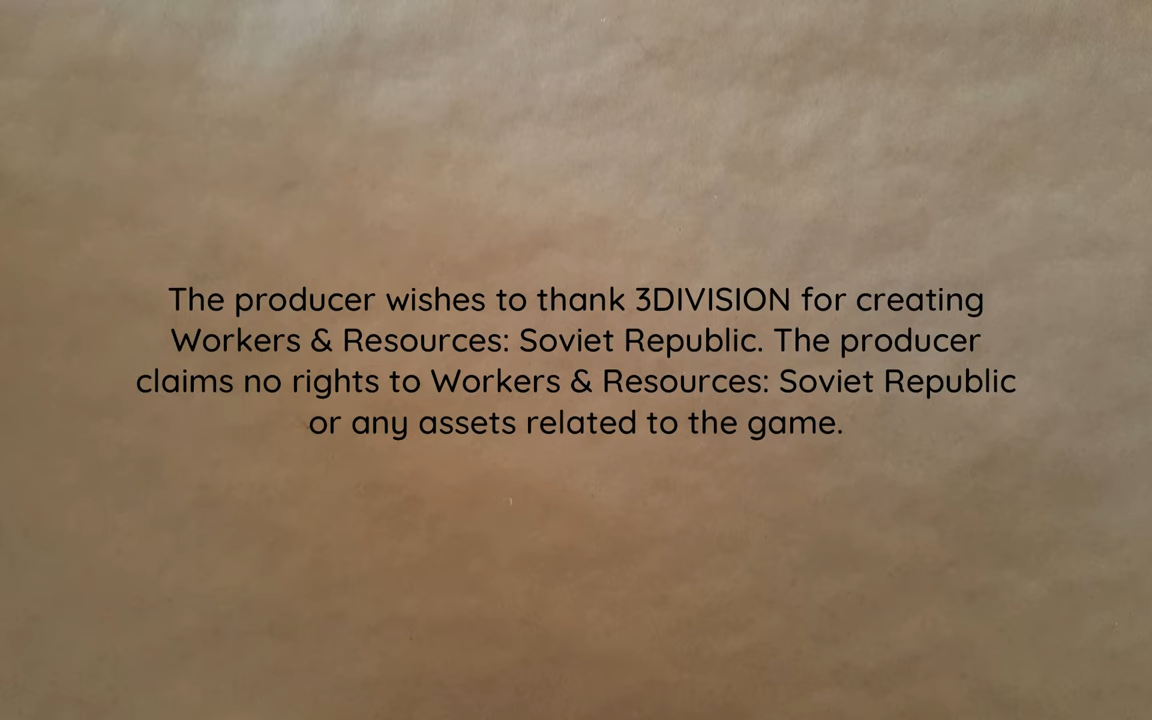 The producer wishes to thank 3DIVISION for creating
Workers & Resources: Soviet Republic. The producer
claims no rights to Workers & Resources: Soviet Republic
or any assets related to the game.